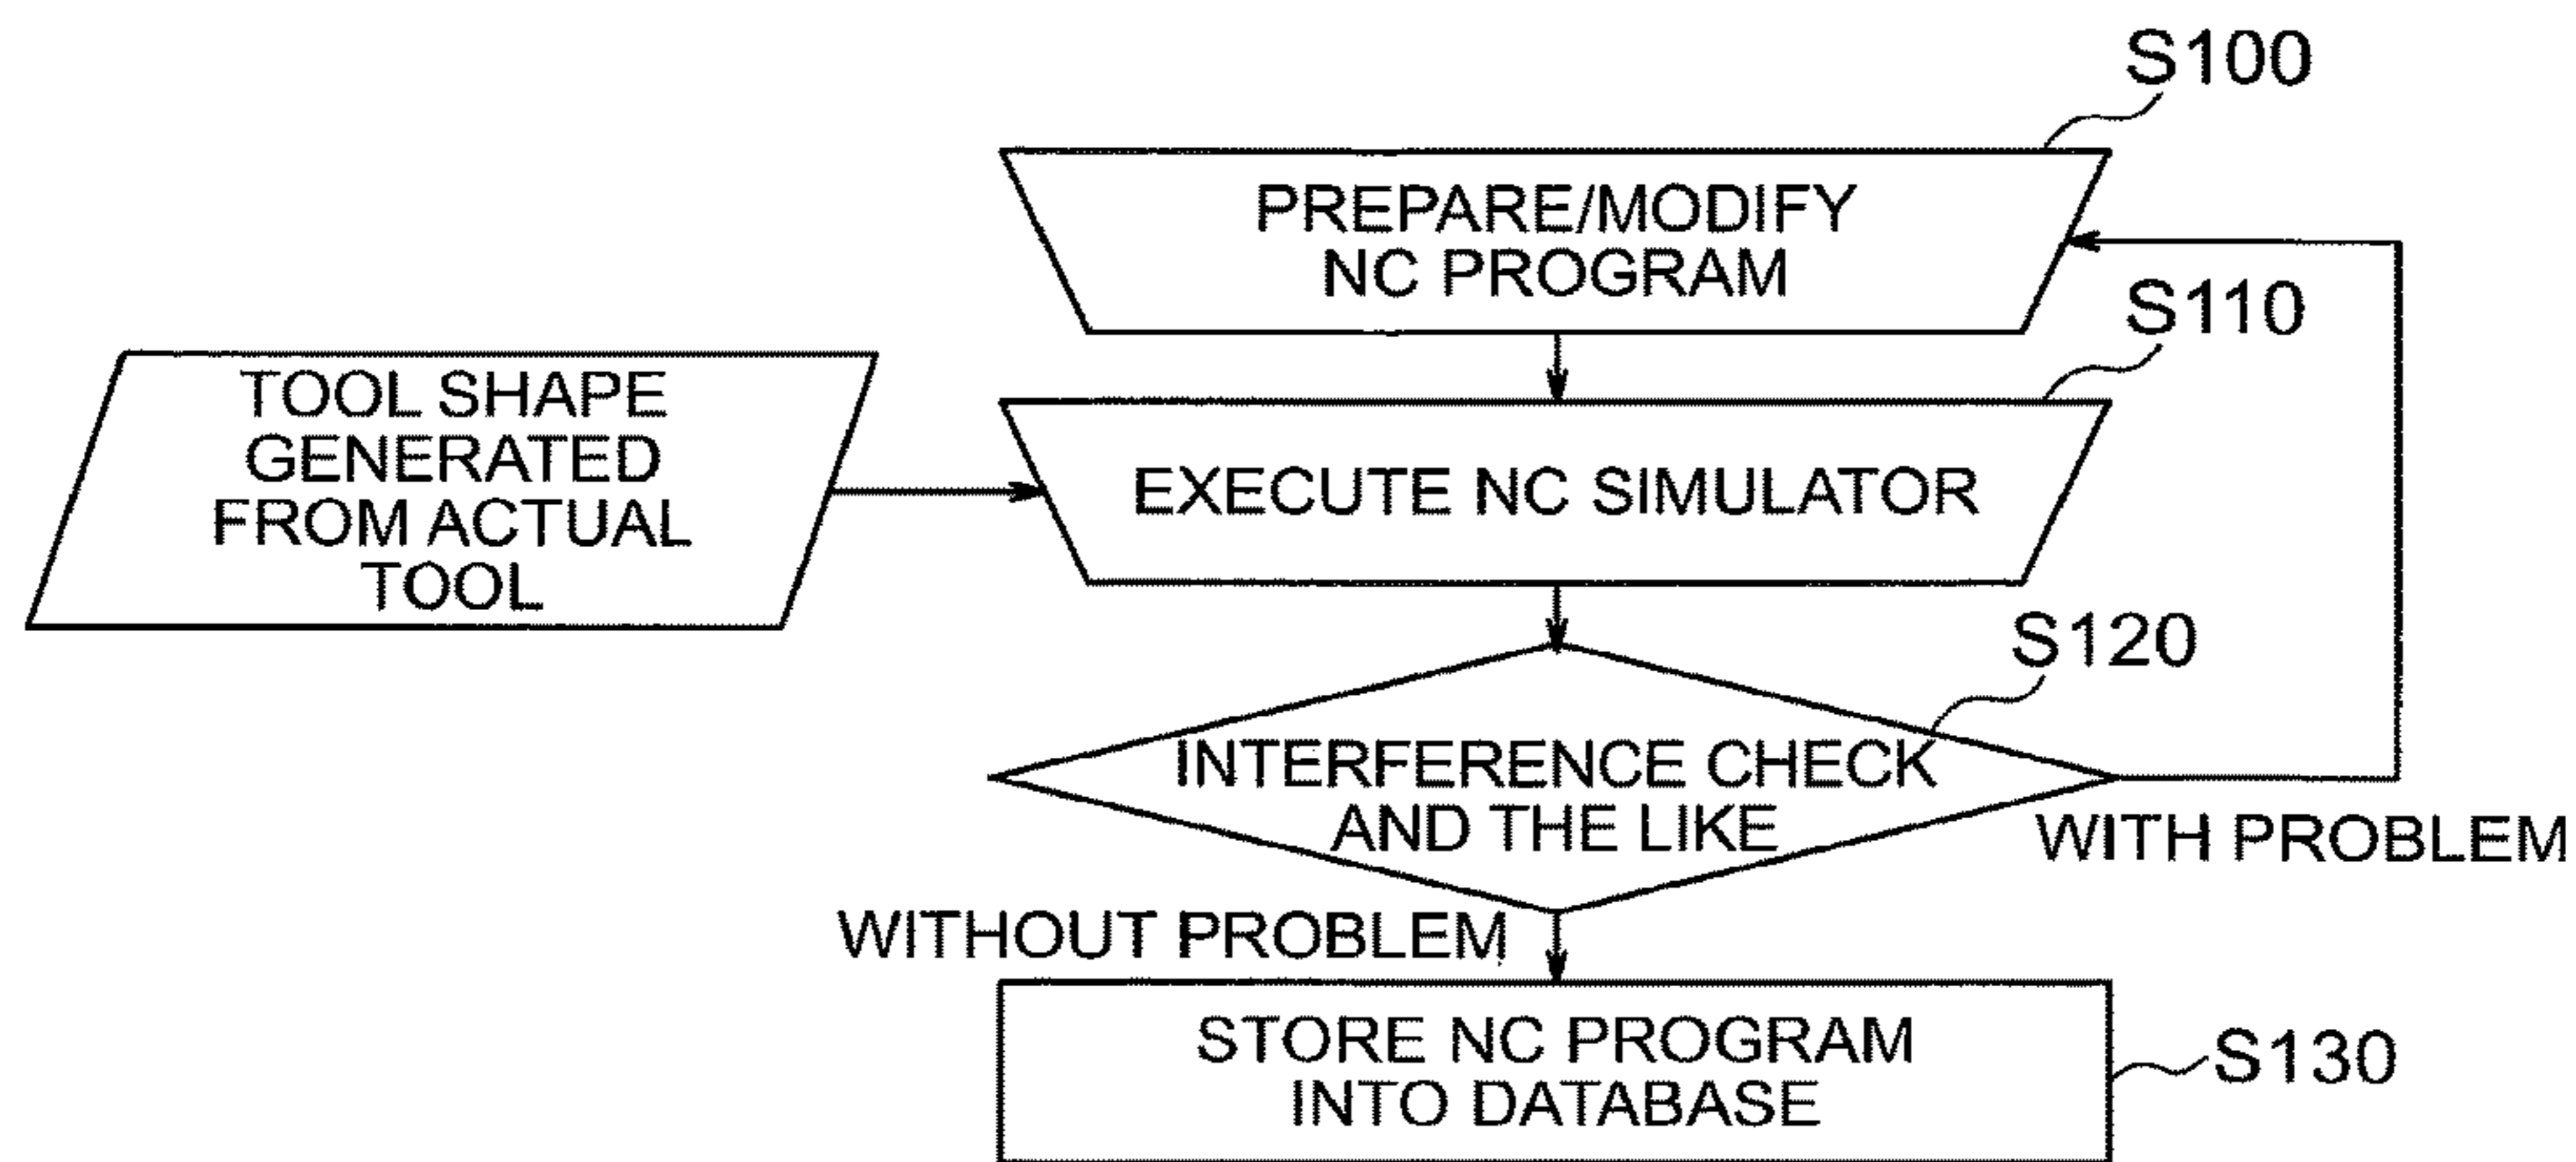 S100
PREPARE/MODIFY
NC PROGRAM
S110
TOOL SHAPE
GENERATED
FROM ACTUAL
TOOL
EXECUTE NC SIMULATOR
S120
INTERFERENCE CHECK
AND THE LIKE
WITH PROBLEM
WITHOUT PROBLEM
STORE NC PROGRAM
INTO DATABASE
S130